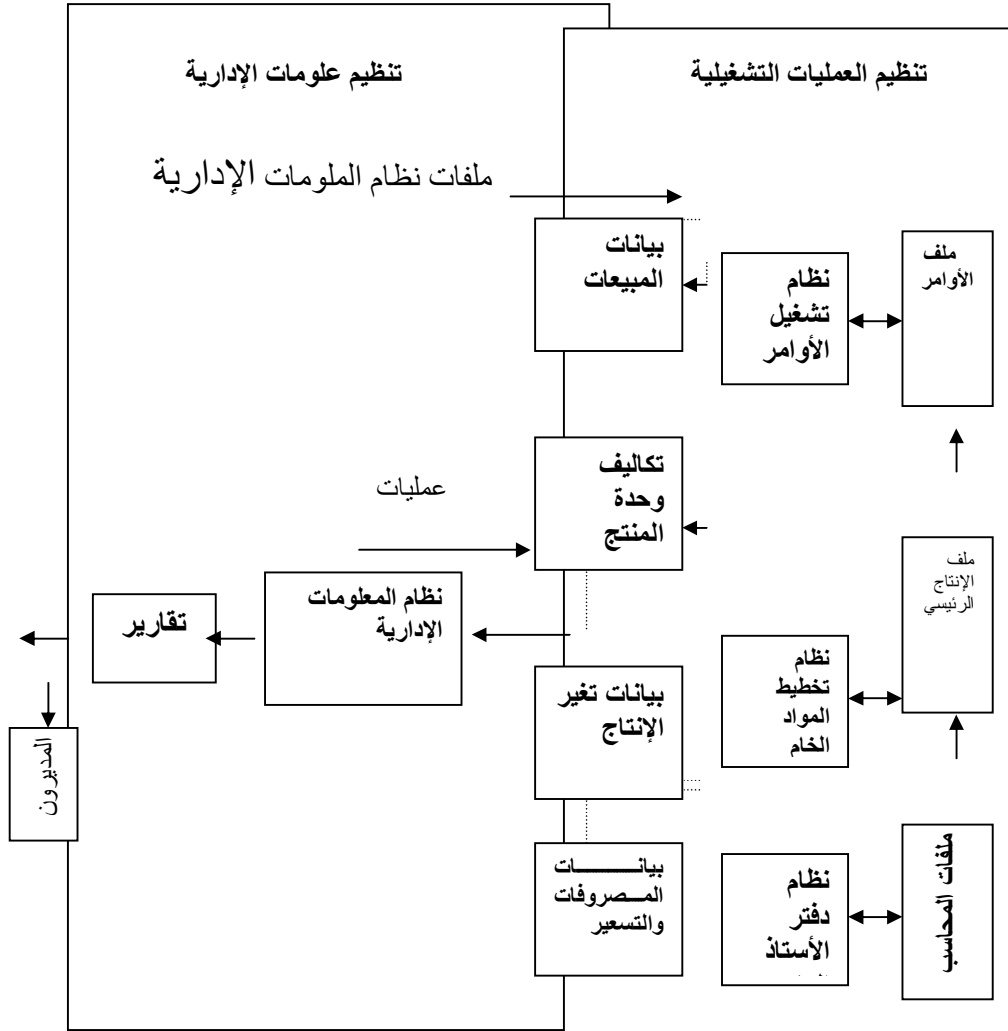 تنظيم العمليات التشغيلية
تنظيم علومات الإدارية
ملفات نظام الملومات الإدارية
ملف
الأوامر
نظام
تشغيل
الأوامر
بيانات
المبيعات
تكاليف
وحدة
المنتج
عمليات
ملف
الإنتاج
الرئيسي
نظام
تخطيط
المواد
الخام
بيانات تغير
الإنتاج
نظام المعلومات
الإدارية
تقارير
المديرون
ملفات المحاسب
نظام
دفتر
الأستاذ
بيانـــــــات
المــصروفات
والتسعير